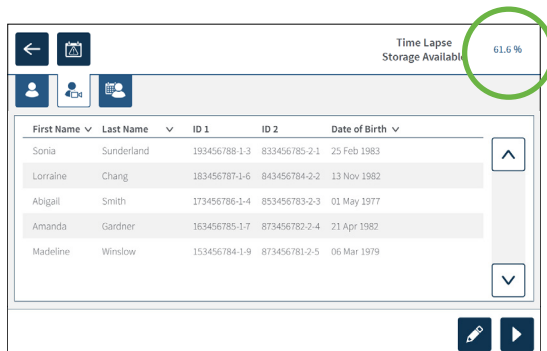 Time Lapse
Storage Available 61.6 %
First Name Last Name ID 1 ID 2 Date of Birth
Sonia Sunderland 193456788-1-3 833456785-2-1 25 Feb 1983
Lorraine Chang 183456787-1-6 843456784-2-2 13 Nov 1982
Abigail Smith 173456786-1-4 853456783-2-3 01 May 1977
Amanda Gardner 163456785-1-7 873456782-2-4 21 Apr 1982
Madeline Winslow 153456784-1-9 873456781-2-5 06 Mar 1979